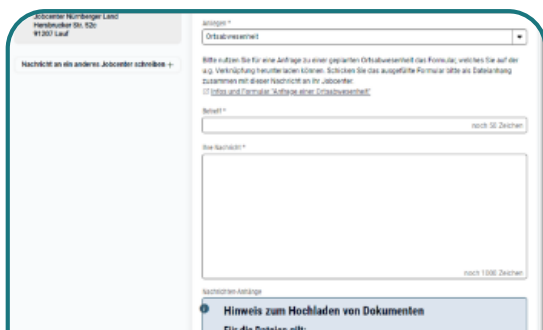 Jobcenter Nürnberger Land
Hersbrucker Str. 52c
91207 Lauf
Nachricht an ein anderes Jobcenter schreiben +
Anliegen *
Ortsabwesenheit
Bitte nutzen Sie für eine Anfrage zu einer geplanten Ortsabwesenheit das Formular, welches Sie auf der
u.g. Verknüpfung herunterladen können. Schicken Sie das ausgefüllte Formular bitte als Dateianhang
zusammen mit dieser Nachricht an Ihr Jobcenter.
Infos und Formular "Anfrage einer Ortsabwesenheit"
Betreff *
noch 50 Zeichen
Ihre Nachricht *
noch 1000 Zeichen
Nachrichten-Anhänge
Hinweis zum Hochladen von Dokumenten
Für die Dateien gilt: